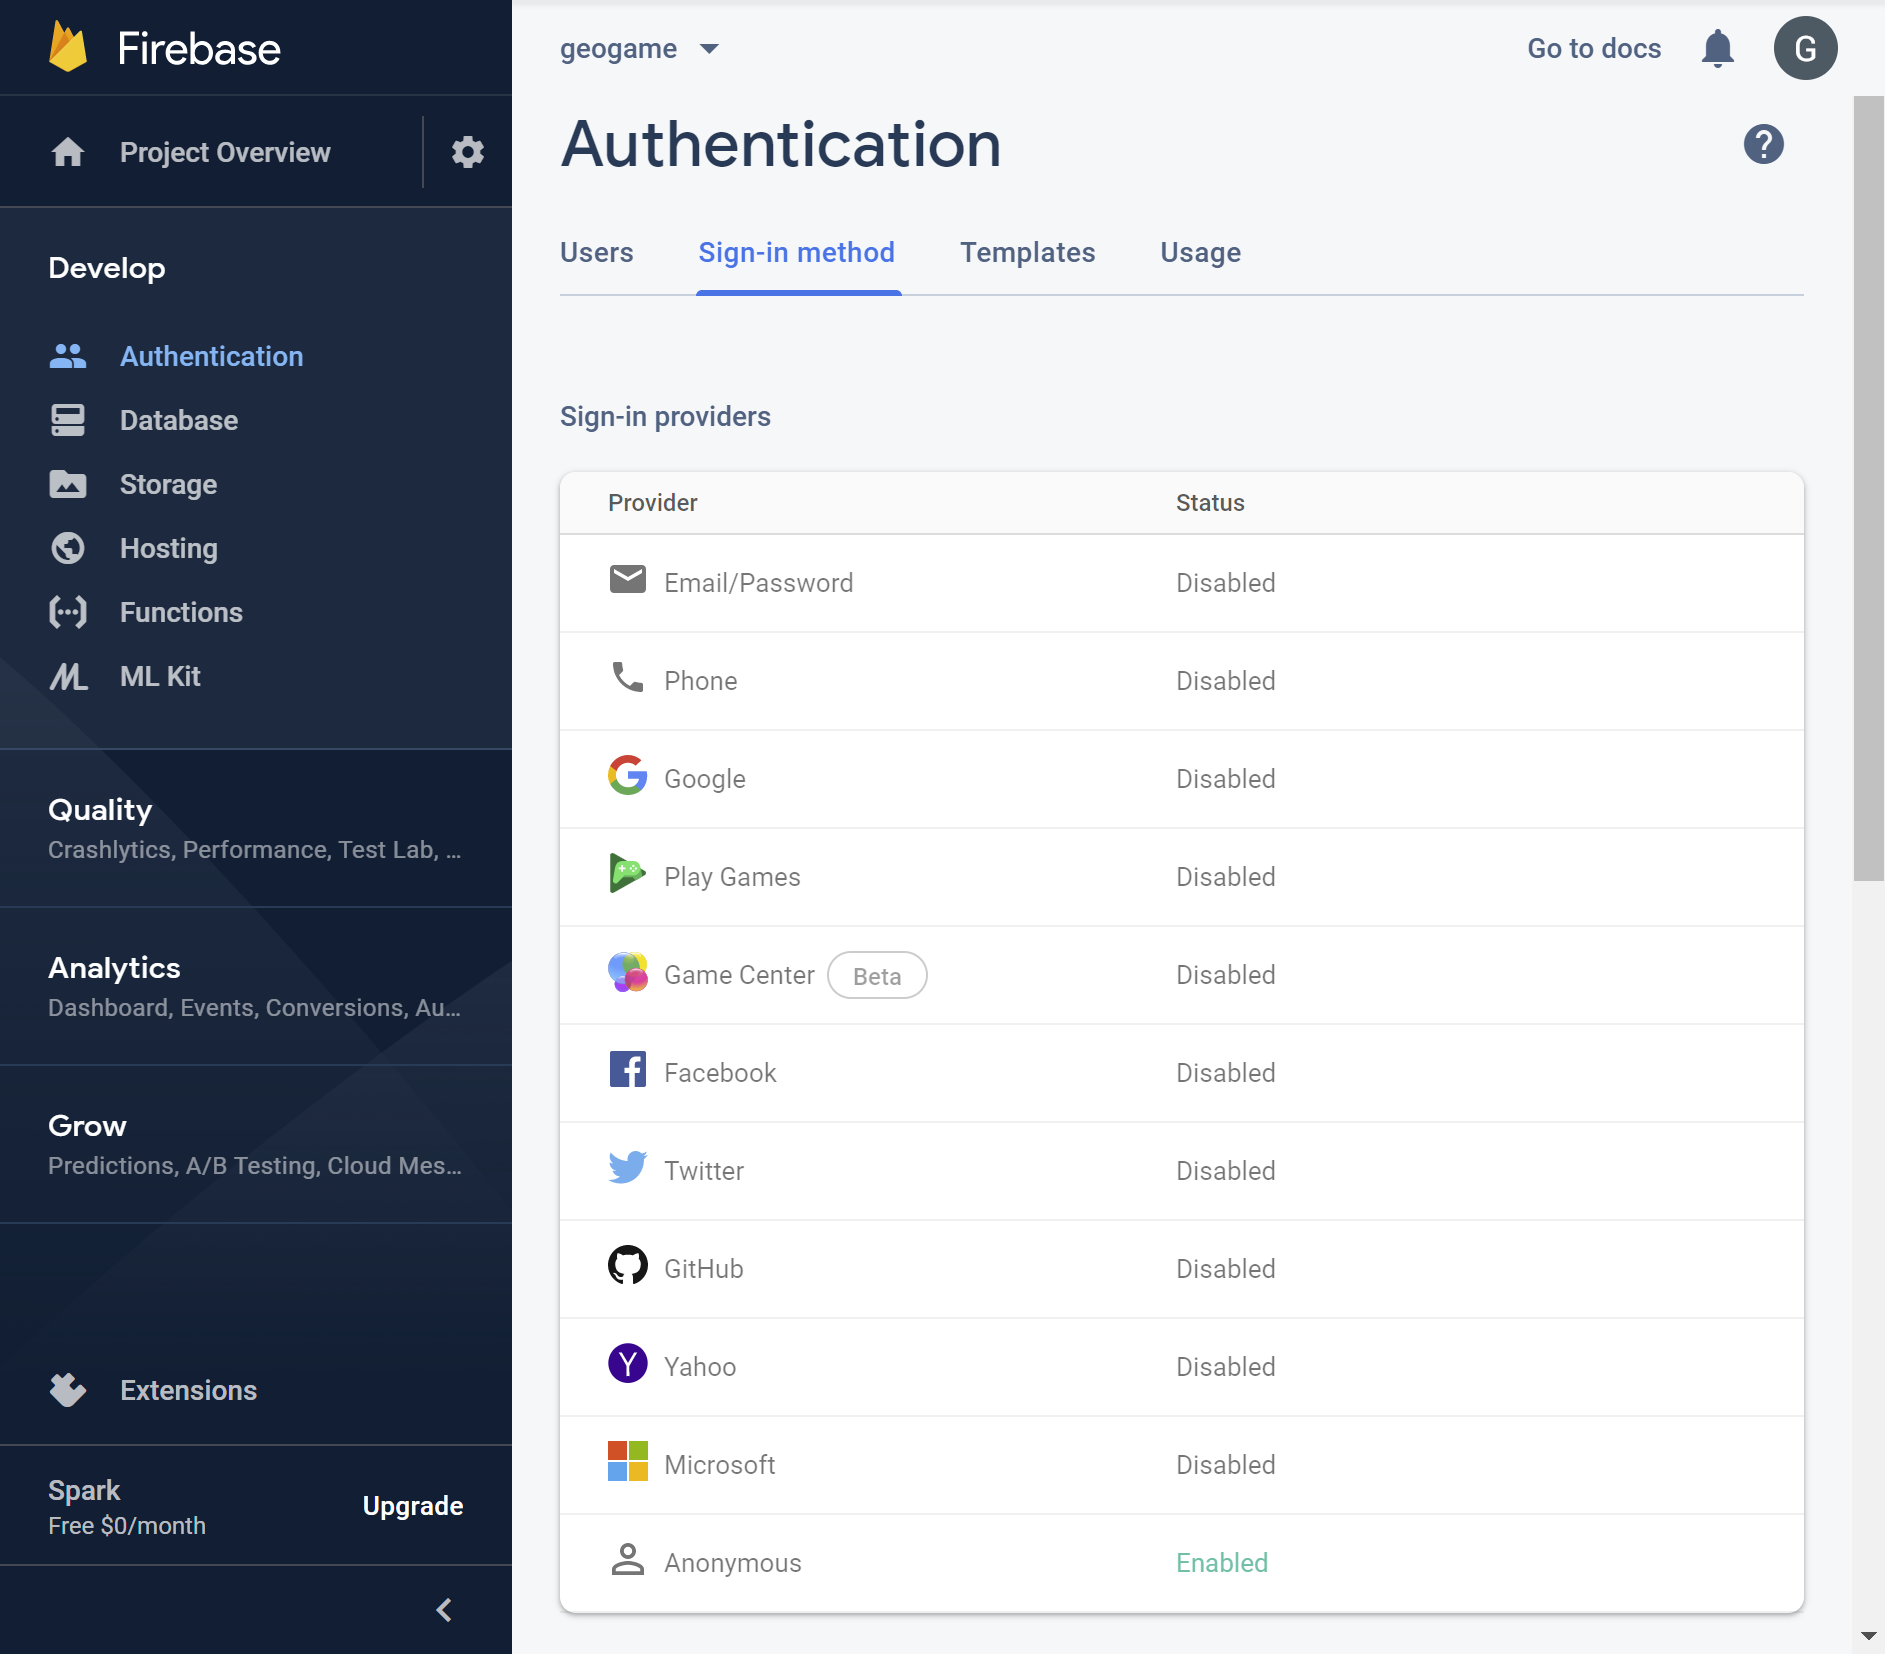 Firebase
Project Overview
Develop
Authentication
Database
Storage
Hosting
Functions
ML Kit
Quality
Crashlytics, Performance, Test Lab, ...
Analytics
Dashboard, Events, Conversions, Au...
Grow
Predictions, A/B Testing, Cloud Mes...
Extensions
Spark
Free $0/month
Upgrade
geogame
Go to docs
G
Authentication
?
Users Sign-in method Templates Usage
Sign-in providers
Provider Status
Email/Password Disabled
Phone Disabled
Google Disabled
Play Games Disabled
Game Center Beta Disabled
Facebook Disabled
Twitter Disabled
GitHub Disabled
Yahoo Disabled
Microsoft Disabled
Anonymous Enabled